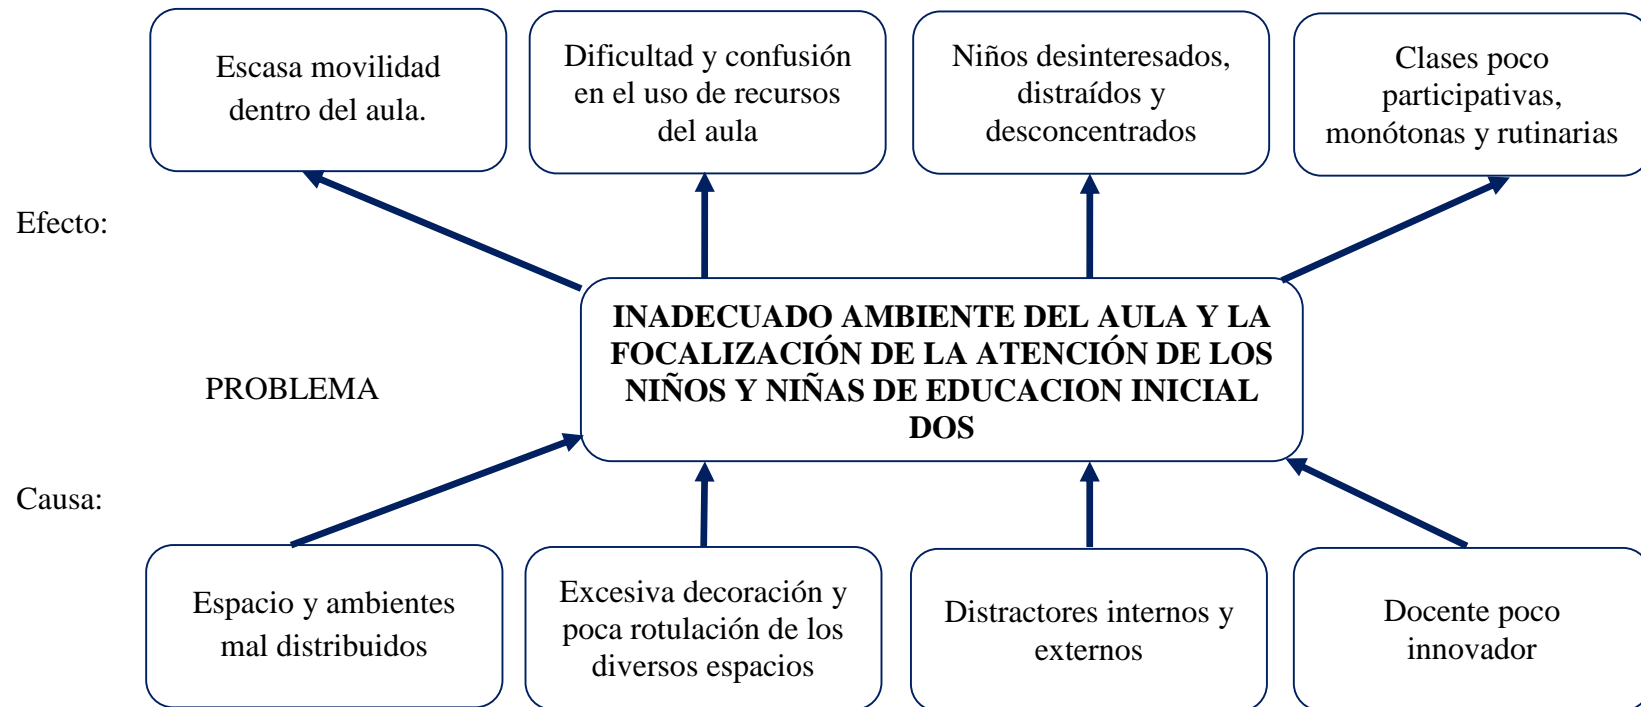 Escasa movilidad
dentro del aula.
Dificultad y confusión
en el uso de recursos
del aula
Niños desinteresados,
distraídos y
desconcentrados
Clases poco
participativas,
monótonas y rutinarias
Efecto:
INADECUADO AMBIENTE DEL AULA Y LA
FOCALIZACIÓN DE LA ATENCIÓN DE LOS
NIÑOS Y NIÑAS DE EDUCACION INICIAL
DOS
PROBLEMA
Causa:
Espacio y ambientes
mal distribuidos
Excesiva decoración y
poca rotulación de los
diversos espacios
Distractores internos y
externos
Docente poco
innovador